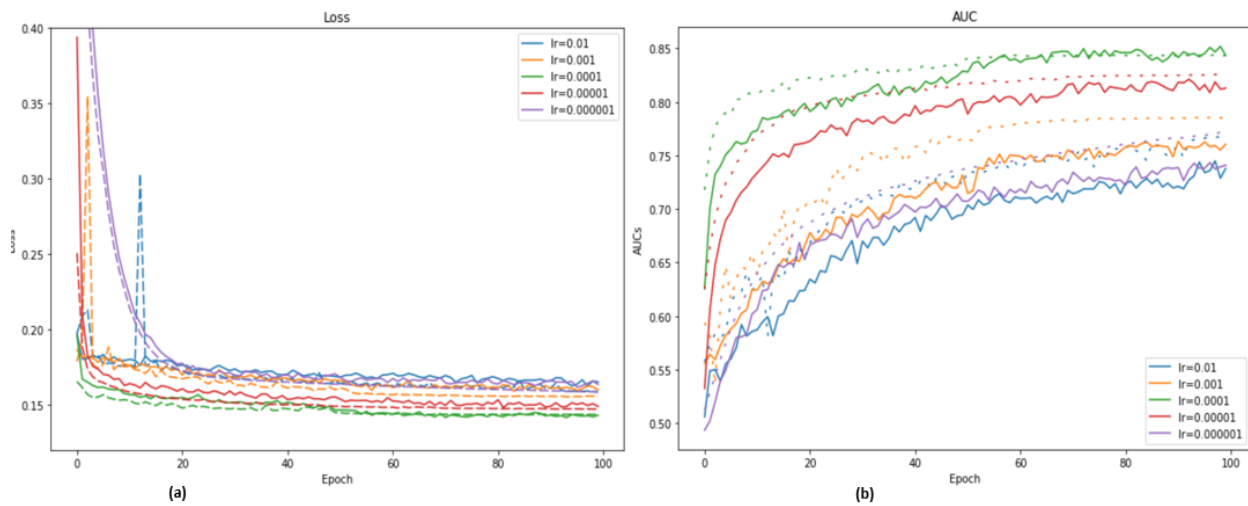 Loss
0.40
0.35
0.30
0.25
0.20
0.15
Loss
0
20
40
60
80
100
Epoch
lr=0.01
lr=0.001
lr=0.0001
lr=0.00001
lr=0.000001
(a)
AUC
0.85
0.80
0.75
0.70
0.65
0.60
0.55
0.50
AUCs
0
20
40
60
80
100
Epoch
lr=0.01
lr=0.001
lr=0.0001
lr=0.00001
lr=0.000001
(b)